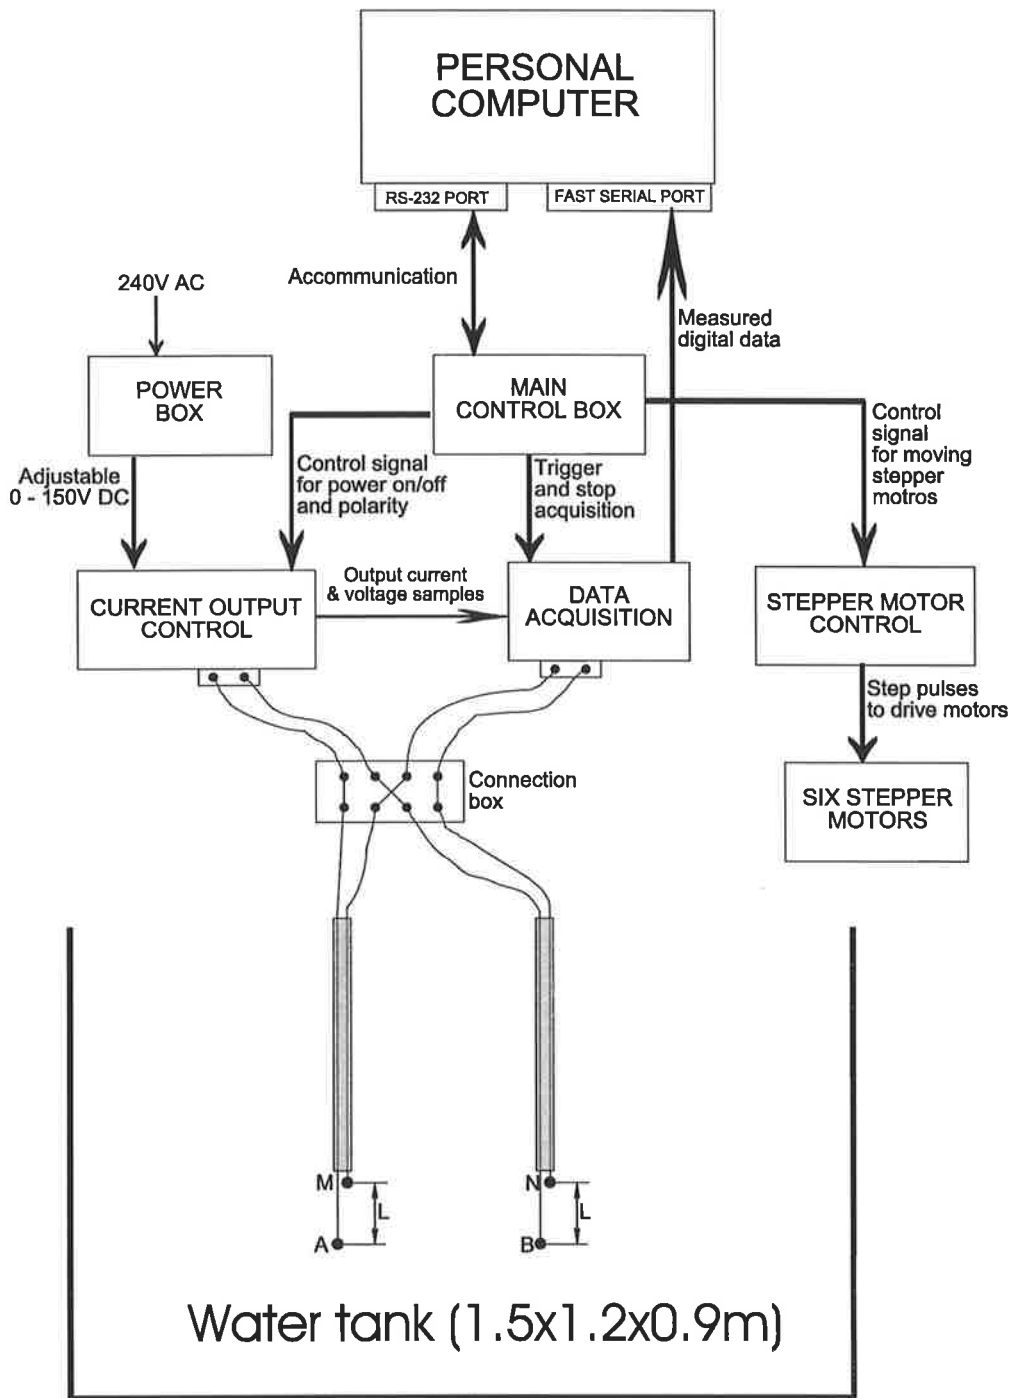 PERSONAL
COMPUTER
RS-232 PORT
FAST SERIAL PORT
240V AC
Accommunication
Measured
digital data
POWER
BOX
MAIN
CONTROL BOX
Adjustable
0 - 150V DC
Control signal
for power on/off
and polarity
Trigger
and stop
acquisition
Control
signal
for moving
stepper
motros
CURRENT OUTPUT
CONTROL
Output current
& voltage samples
DATA
ACQUISITION
STEPPER MOTOR
CONTROL
Step pulses
to drive motors
Connection
box
SIX STEPPER
MOTORS
M
L
A
N
L
B
Water tank (1.5x1.2x0.9m)